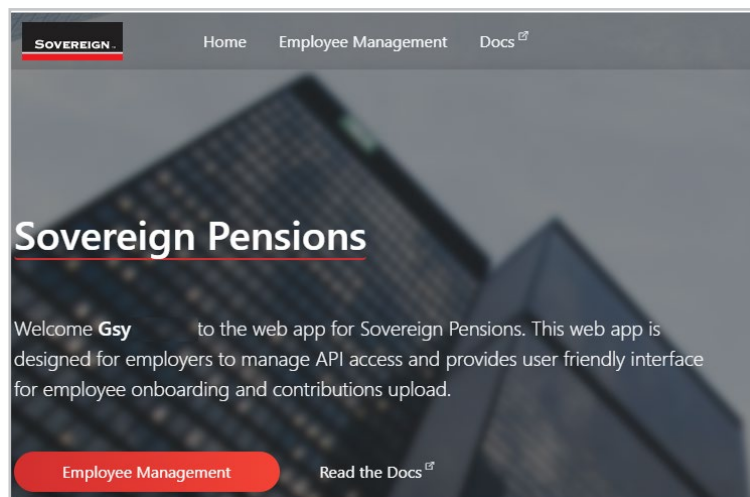 SOVEREIGN
Home Employee Management Docs
Sovereign Pensions
Welcome Gsy to the web app for Sovereign Pensions. This web app is
designed for employers to manage API access and provides user friendly interface
for employee onboarding and contributions upload.
Employee Management Read the Docs